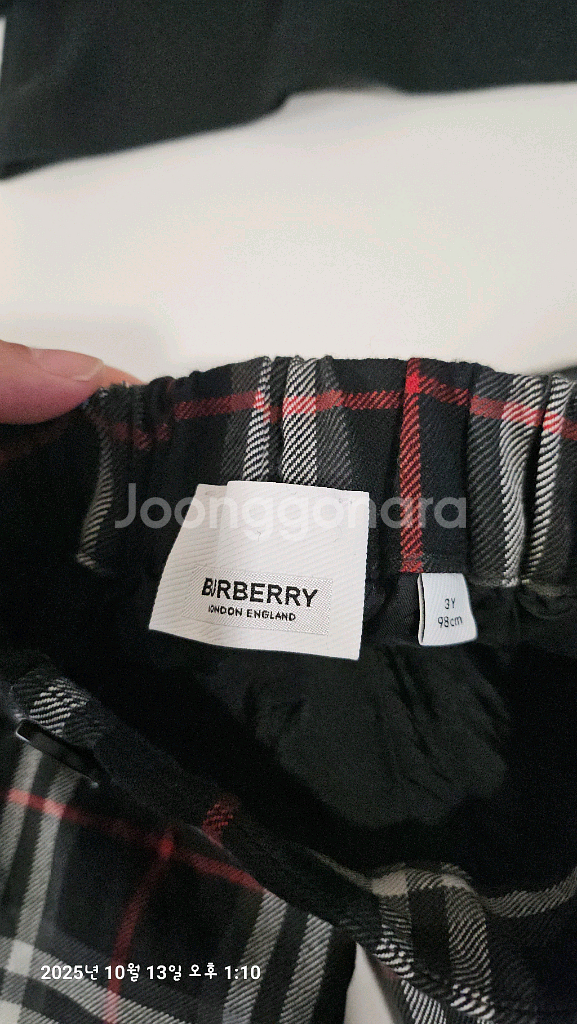 Joonggonara
BURBERRY
LONDON ENGLAND
3Y
98cm
2025년 10월 13일 오후 1:10